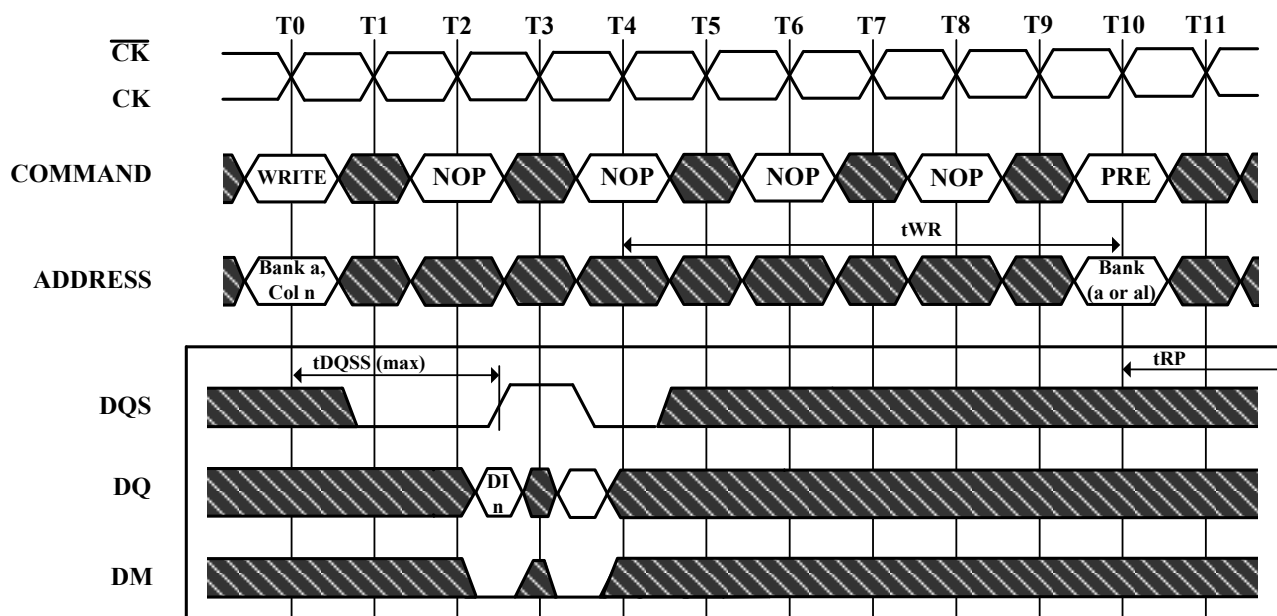 T0 T1 T2 T3 T4 T5 T6 T7 T8 T9 T10 T11
CK
CK
COMMAND WRITE NOP NOP NOP NOP PRE
tWR
ADDRESS Bank a, Col n Bank (a or al)
tDQSS (max) tRP
DQS
DQ DI n
DM